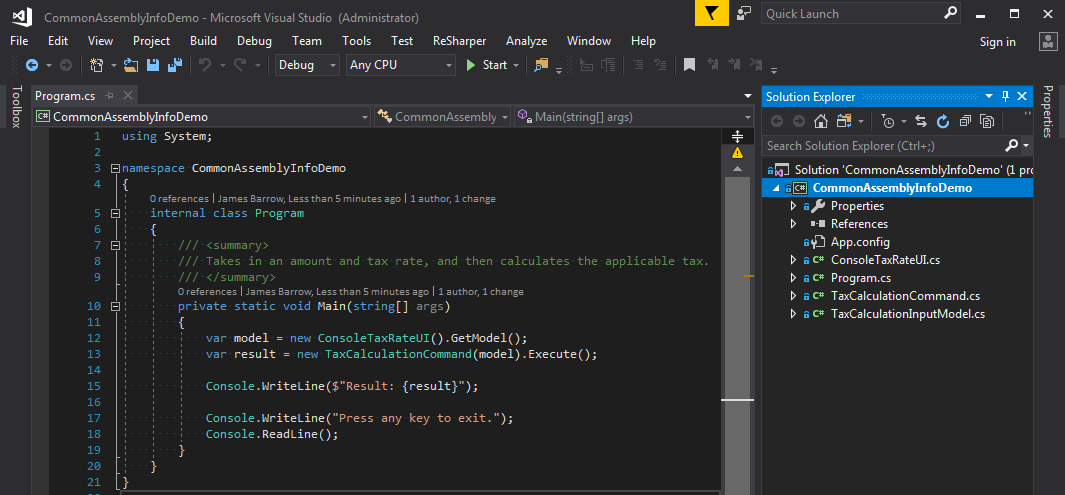 CommonAssemblyInfoDemo - Microsoft Visual Studio (Administrator)
Quick Launch
File Edit View Project Build Debug Team Tools Test ReSharper Analyze Window Help
Sign in
Debug Any CPU Start
Toolbox
Program.cs
CommonAssemblyInfoDemo CommonAssembly Main(string[] args)
1 using System;
2
3 namespace CommonAssemblyInfoDemo
4 {
0 references | James Barrow, Less than 5 minutes ago | 1 author, 1 change
5 internal class Program
6 {
7 /// <summary>
8 /// Takes in an amount and tax rate, and then calculates the applicable tax.
9 /// </summary>
0 references | James Barrow, Less than 5 minutes ago | 1 author, 1 change
10 private static void Main(string[] args)
11 {
12 var model = new ConsoleTaxRateUI().GetModel();
13 var result = new TaxCalculationCommand(model).Execute();
14
15 Console.WriteLine($"Result: {result}");
16
17 Console.WriteLine("Press any key to exit.");
18 Console.ReadLine();
19 }
20 }
21 }
Solution Explorer
Search Solution Explorer (Ctrl+;)
Solution 'CommonAssemblyInfoDemo' (1 pro
C# CommonAssemblyInfoDemo
Properties
References
App.config
C# ConsoleTaxRateUI.cs
C# Program.cs
C# TaxCalculationCommand.cs
C# TaxCalculationInputModel.cs
Properties